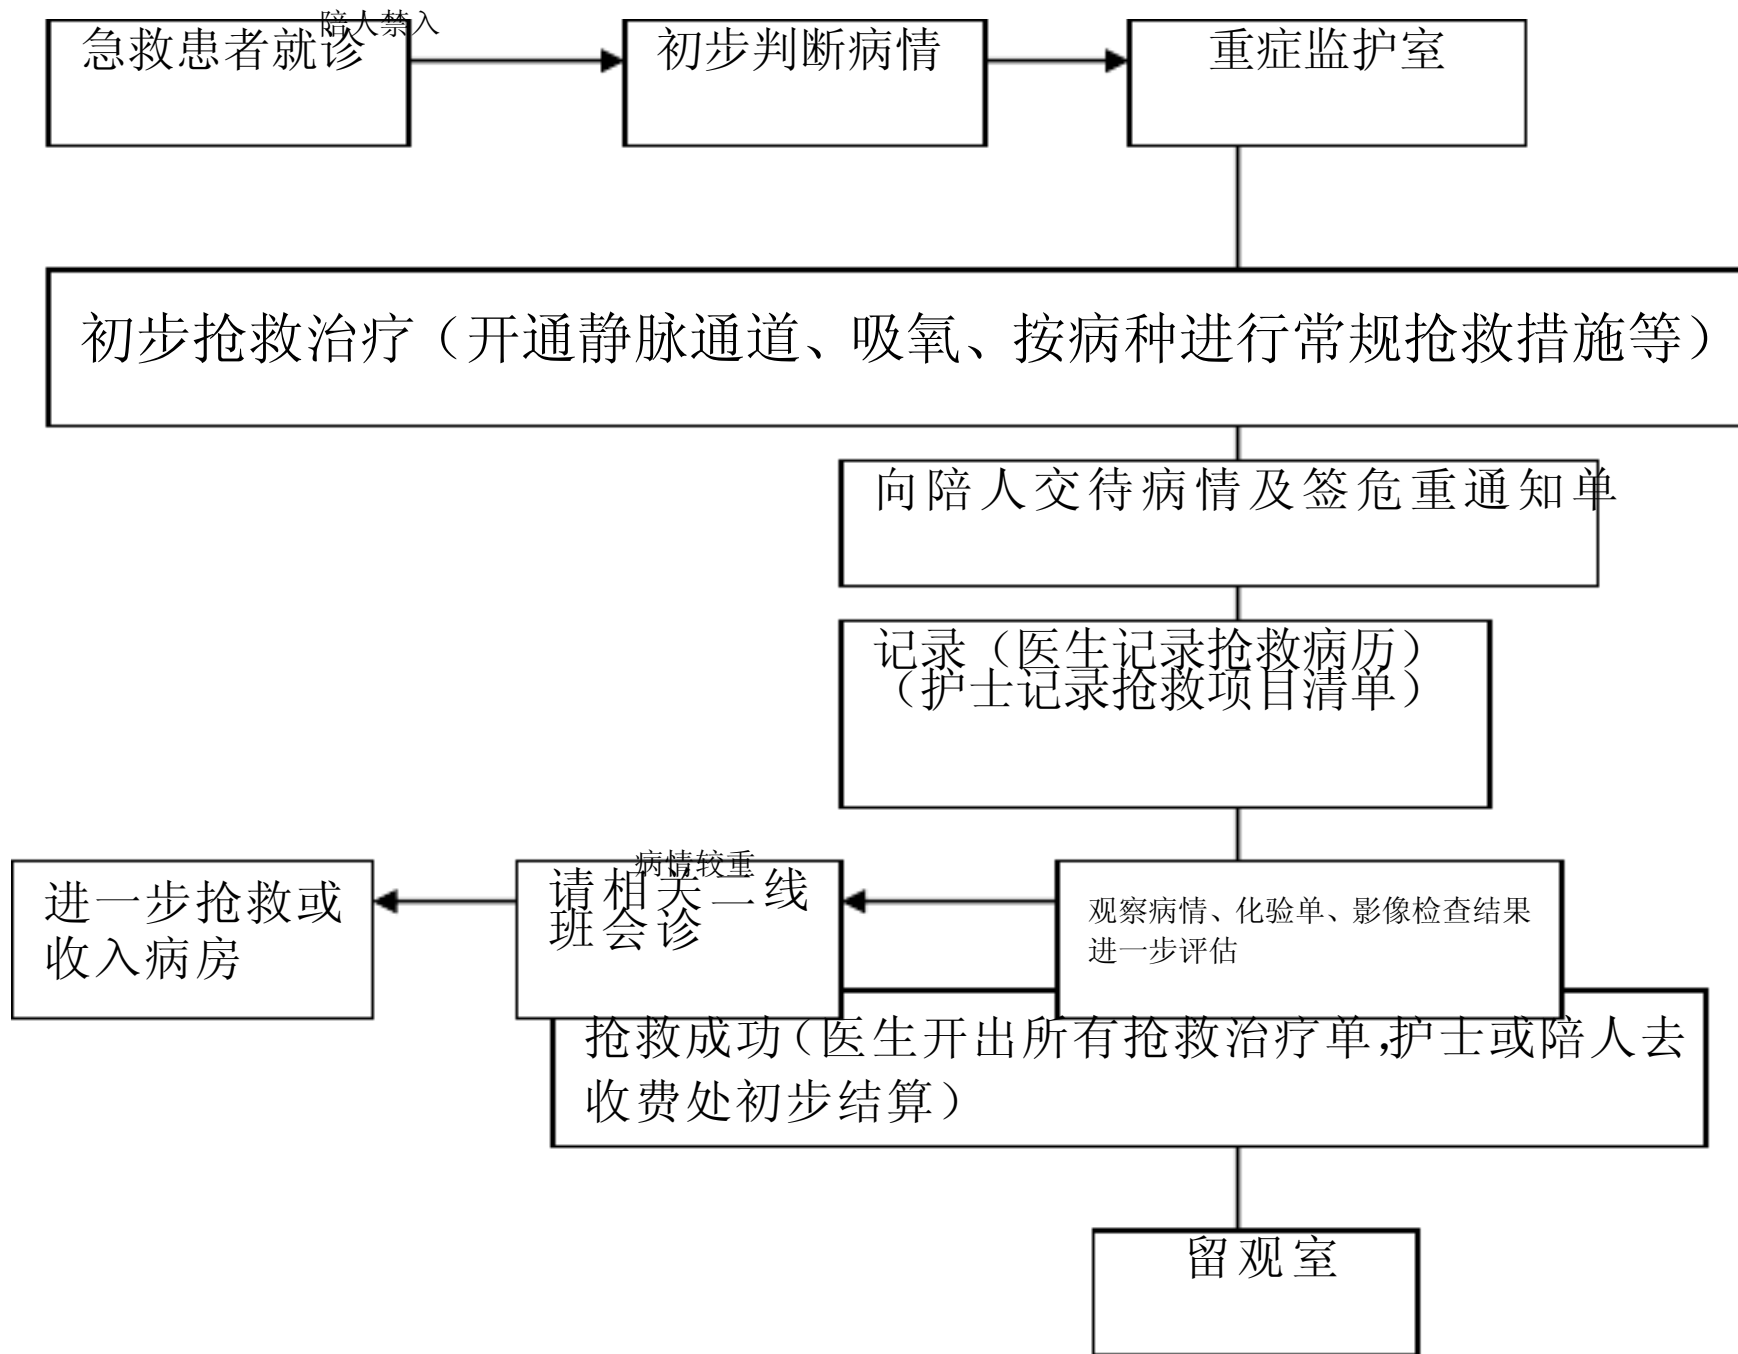 陪人禁入
急救患者就诊
初步判断病情
重症监护室
初步抢救治疗（开通静脉通道、吸氧、按病种进行常规抢救措施等）
向陪人交待病情及签危重通知单
记录（医生记录抢救病历）
（护士记录抢救项目清单）
进一步抢救或
收入病房
病情较重
请相关二线
班会诊
观察病情、化验单、影像检查结果
进一步评估
抢救成功（医生开出所有抢救治疗单,护士或陪人去
收费处初步结算）
留观室